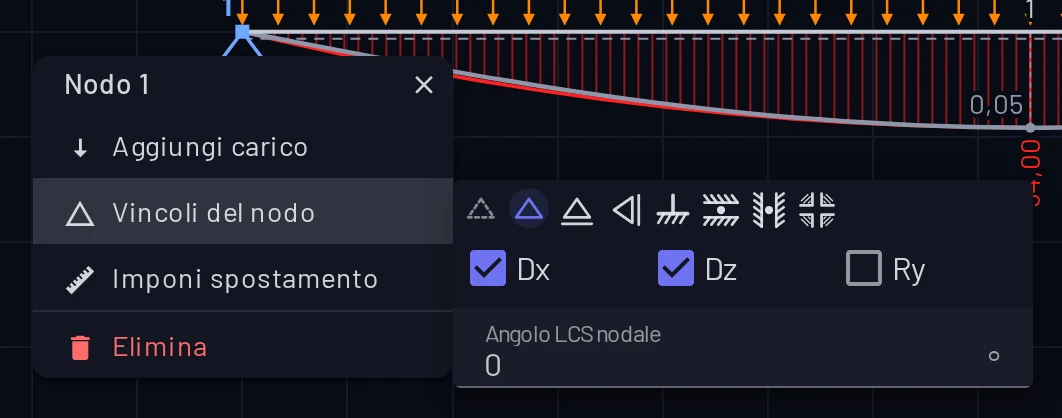 1
1
Nodo 1
0,05
Aggiungi carico
Vincoli del nodo
Dx
Dz
Ry
Imponi spostamento
Angolo LCS nodale
0
°
Elimina